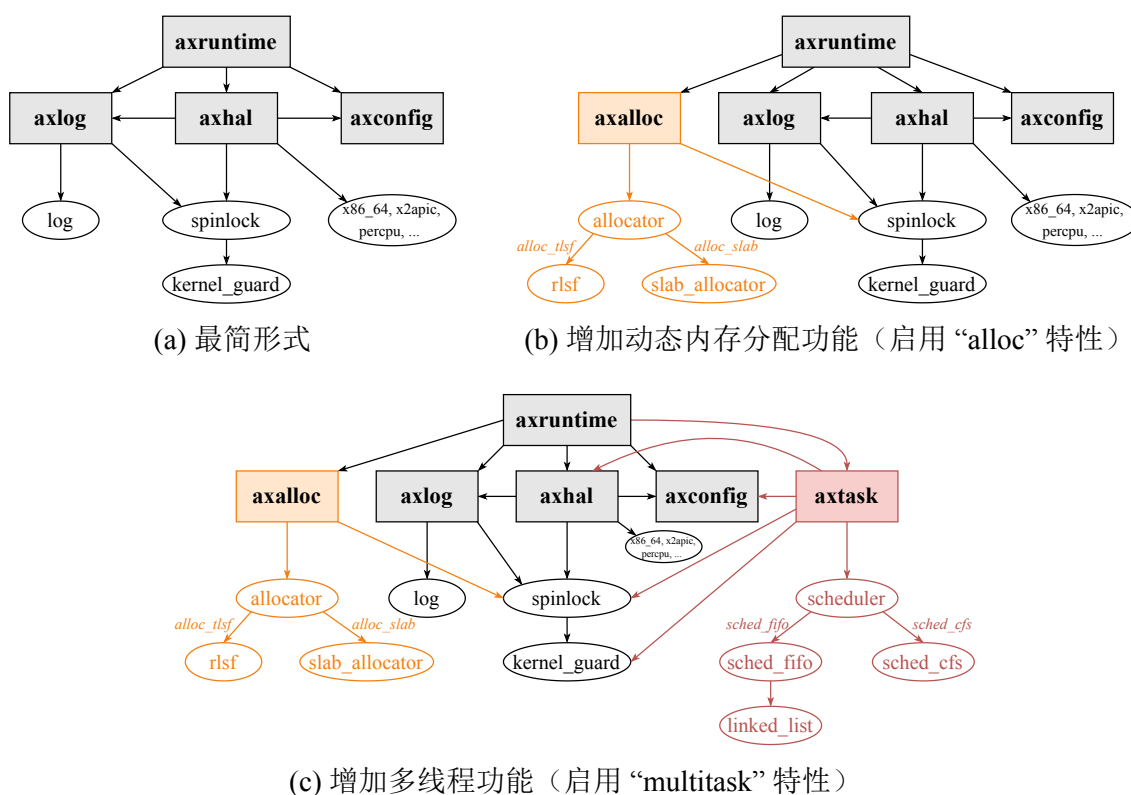 axruntime
axlog
axhal
axconfig
log
spinlock
x86_64, x2apic,
percpu, ...
kernel_guard
(a) 最简形式
axruntime
axalloc
axlog
axhal
axconfig
allocator
log
spinlock
x86_64, x2apic,
percpu, ...
alloc_tlsf
alloc_slab
rlsf
slab_allocator
kernel_guard
(b) 增加动态内存分配功能（启用 “alloc” 特性）
axruntime
axalloc
axlog
axhal
axconfig
axtask
x86_64, x2apic,
percpu, ...
allocator
log
spinlock
scheduler
alloc_tlsf
alloc_slab
sched_fifo
sched_cfs
rlsf
slab_allocator
kernel_guard
sched_fifo
sched_cfs
linked_list
(c) 增加多线程功能（启用 “multitask” 特性）